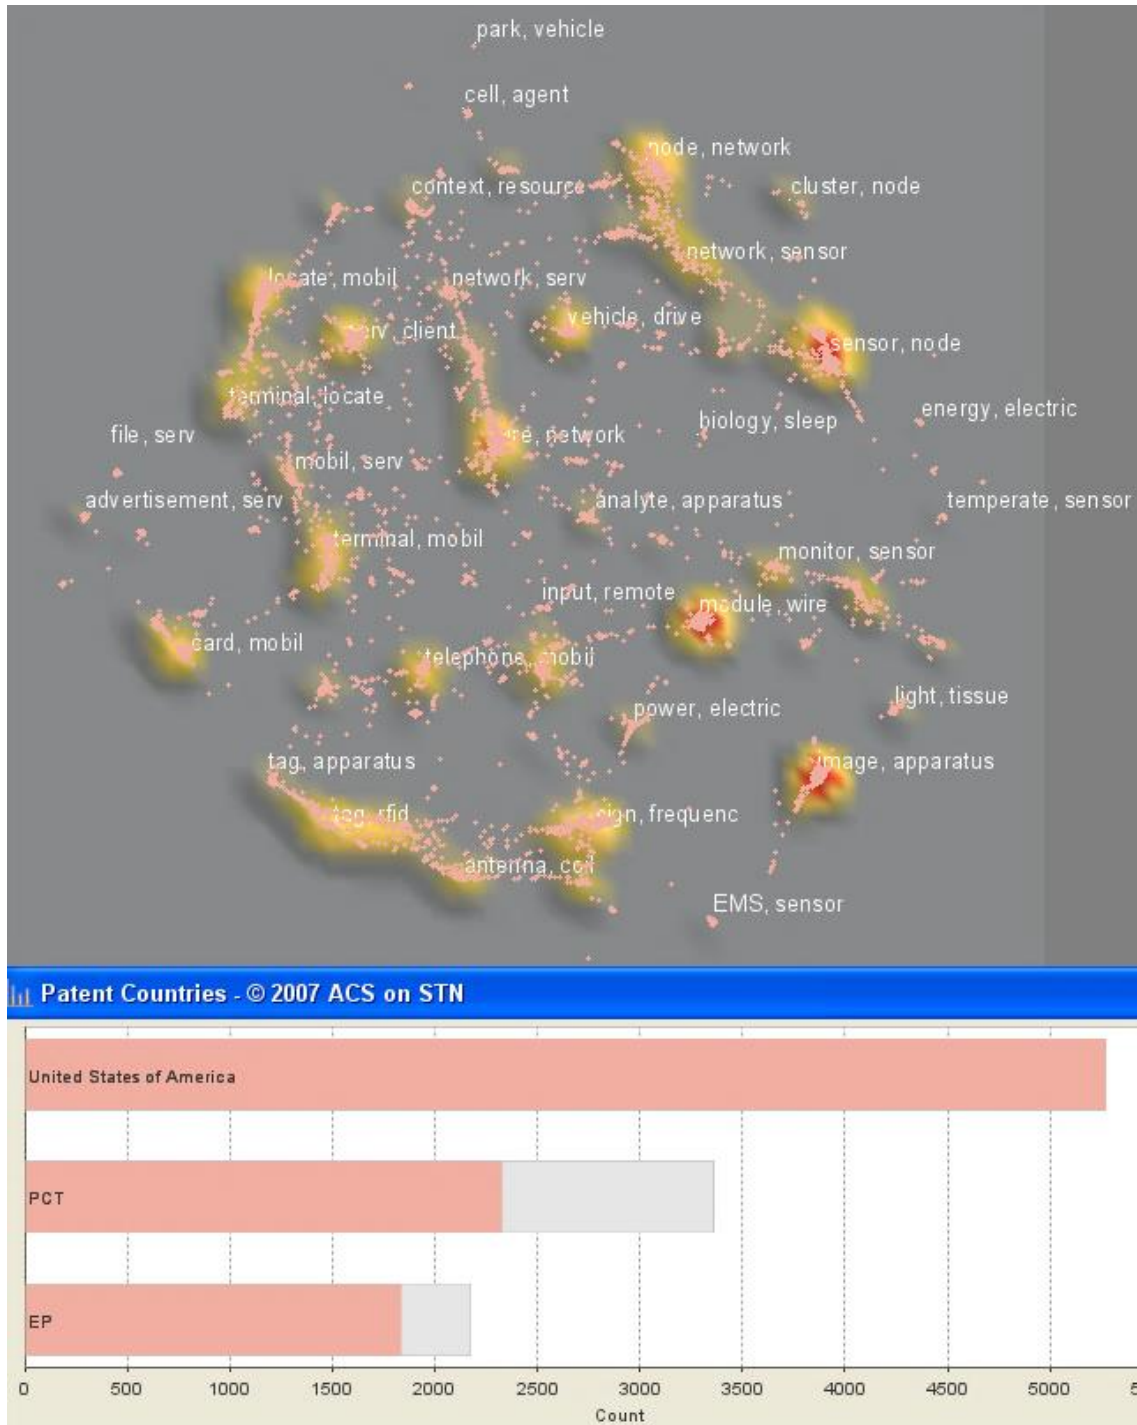 park, vehicle
cell, agent
node, network
context, resource
cluster, node
network, sensor
locate, mobil
network, serv
vehicle, drive
serv, client
sensor, node
terminal, locate
energy, electric
biology, sleep
file, serv
network
mobil, serv
advertisement, serv
analyte, apparatus
temperate, sensor
terminal, mobil
monitor, sensor
input, remote
module, wire
card, mobil
telephone, mobil
light, tissue
power, electric
tag, apparatus
image, apparatus
tag, rfid
sign, frequenc
antenna, coil
EMS, sensor
Patent Countries - © 2007 ACS on STN
United States of America
PCT
EP
0 500 1000 1500 2000 2500 3000 3500 4000 4500 5000
Count